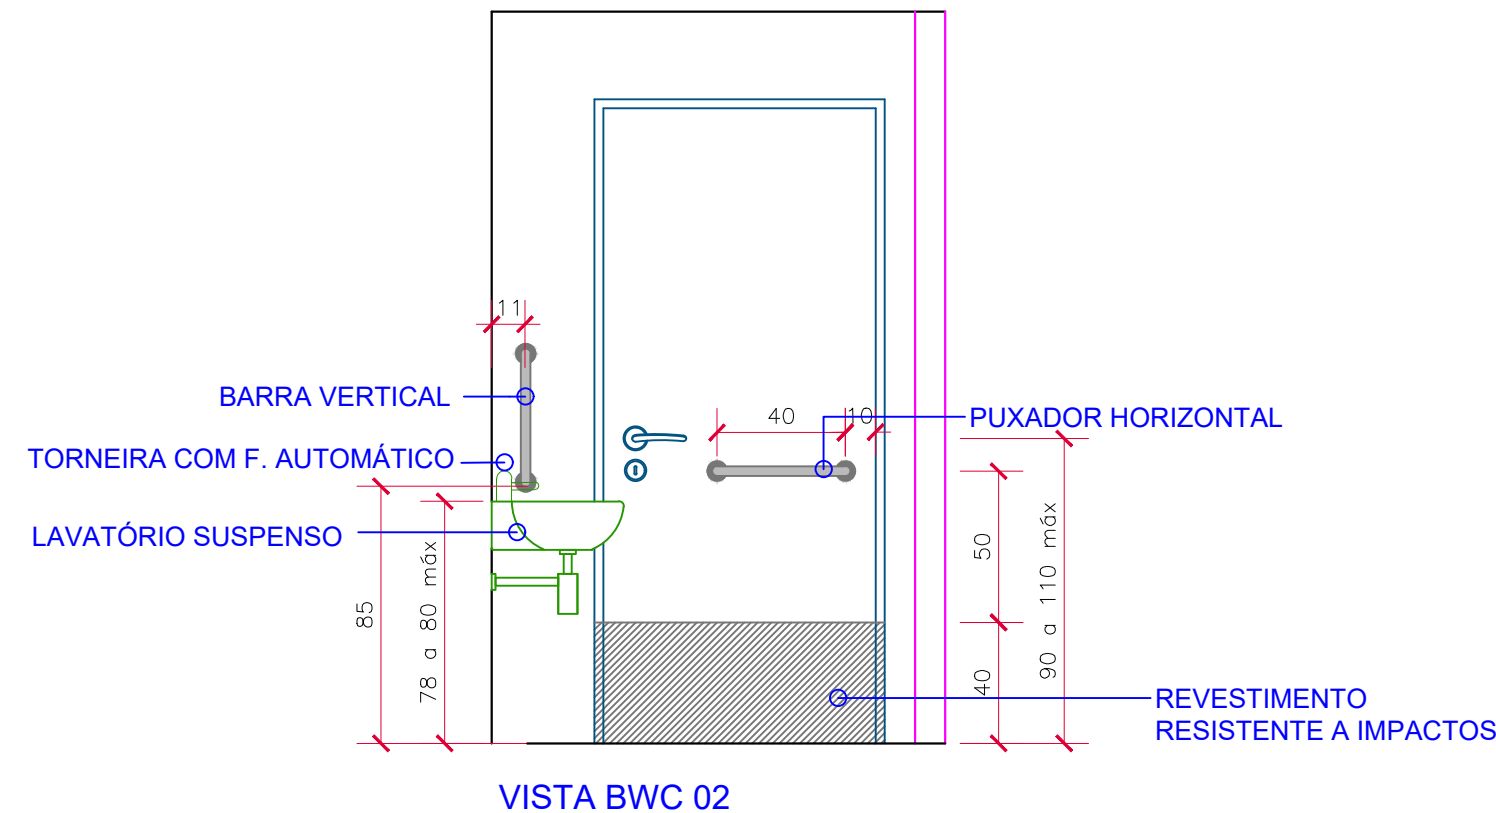 11
BARRA VERTICAL
40
10
PUXADOR HORIZONTAL
TORNEIRA COM F. AUTOMÁTICO
LAVATÓRIO SUSPENSO
85
78 a 80 máx
50
90 a 110 máx
40
REVESTIMENTO
RESISTENTE A IMPACTOS
VISTA BWC 02